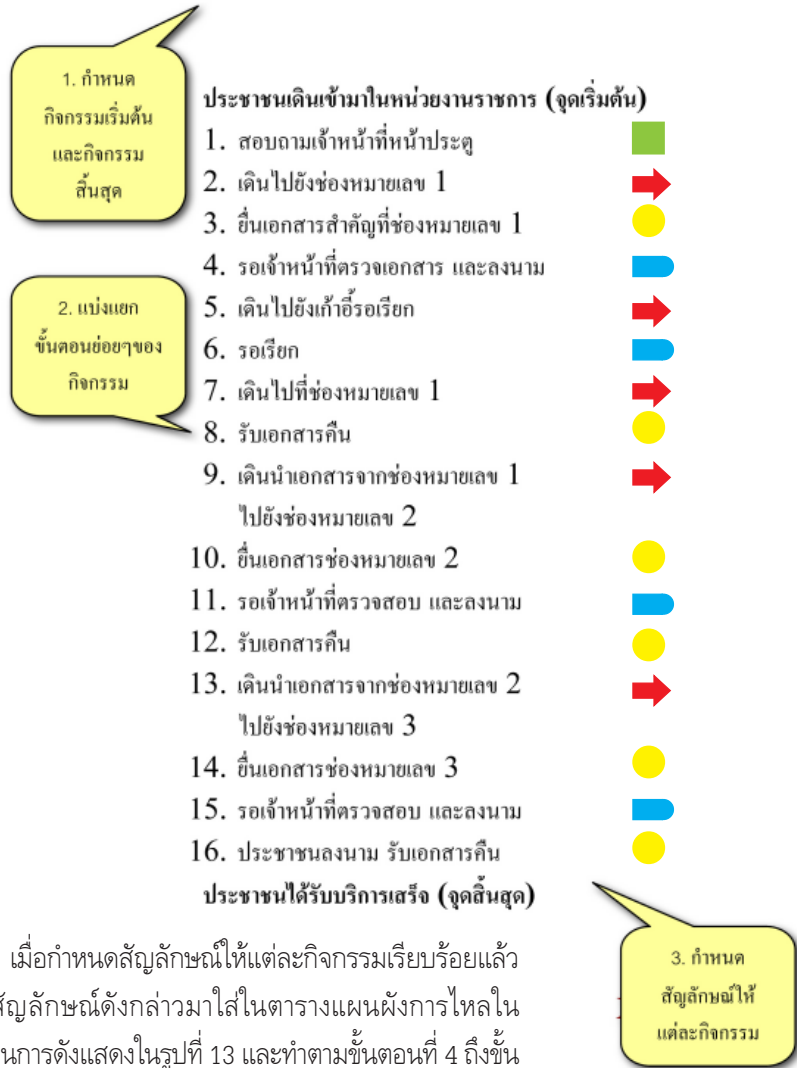 1. กำหนด
กิจกรรมเริ่มต้น
และกิจกรรม
สิ้นสุด
ประชาชนเดินเข้ามาในหน่วยงานราชการ (จุดเริ่มต้น)
1. สอบถามเจ้าหน้าที่หน้าประตู
2. เดินไปยังช่องหมายเลข 1
3. ยื่นเอกสารสำคัญที่ช่องหมายเลข 1
4. รอเจ้าหน้าที่ตรวจเอกสาร และลงนาม
2. แบ่งแยก
ขั้นตอนย่อยๆของ
กิจกรรม
5. เดินไปยังเก้าอี้รอเรียก
6. รอเรียก
7. เดินไปที่ช่องหมายเลข 1
8. รับเอกสารคืน
9. เดินนำเอกสารจากช่องหมายเลข 1
ไปยังช่องหมายเลข 2
10. ยื่นเอกสารช่องหมายเลข 2
11. รอเจ้าหน้าที่ตรวจสอบ และลงนาม
12. รับเอกสารคืน
13. เดินนำเอกสารจากช่องหมายเลข 2
ไปยังช่องหมายเลข 3
14. ยื่นเอกสารช่องหมายเลข 3
15. รอเจ้าหน้าที่ตรวจสอบ และลงนาม
16. ประชาชนลงนาม รับเอกสารคืน
ประชาชนได้รับบริการเสร็จ (จุดสิ้นสุด)
3. กำหนด
สัญลักษณ์ให้
แต่ละกิจกรรม
เมื่อกำหนดสัญลักษณ์ให้แต่ละกิจกรรมเรียบร้อยแล้ว
สัญลักษณ์ดังกล่าวมาใส่ในตารางแผนผังการไหลใน
นการดังแสดงในรูปที่ 13 และทำตามขั้นตอนที่ 4 ถึงขั้น